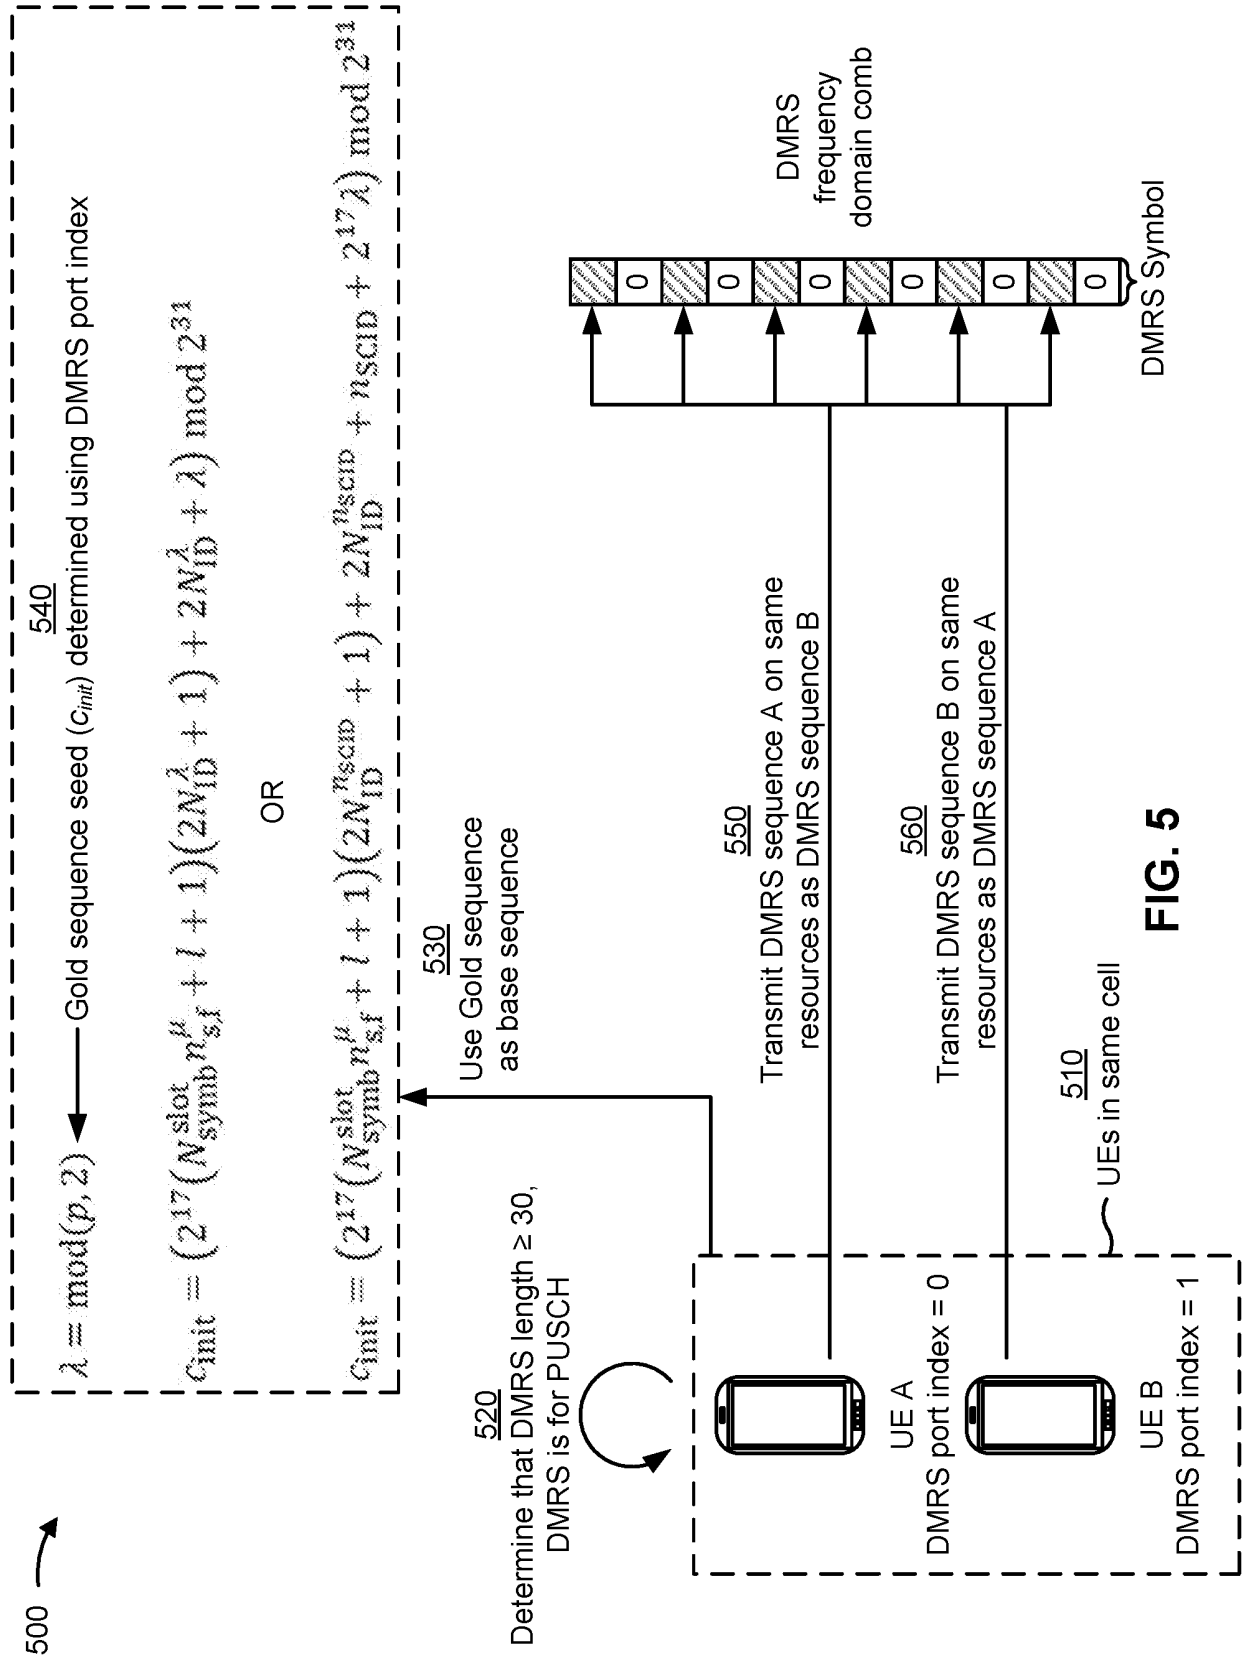 500
540
λ = mod(p, 2) Gold sequence seed (c_init) determined using DMRS port index
c_init = (2^17(N_symb^slot n_s,f^μ + l + 1)(2N_ID^λ + 1) + 2N_ID^λ + λ) mod 2^31
OR
c_init = (2^17(N_symb^slot n_s,f^μ + l + 1)(2N_ID^n_SCID + 1) + 2N_ID^n_SCID + n_SCID + 2^17 λ) mod 2^31
530
Use Gold sequence
as base sequence
520
Determine that DMRS length ≥ 30,
DMRS is for PUSCH
UE A
DMRS port index = 0
UE B
DMRS port index = 1
510
UEs in same cell
550
Transmit DMRS sequence A on same
resources as DMRS sequence B
560
Transmit DMRS sequence B on same
resources as DMRS sequence A
DMRS
frequency
domain comb
0
0
0
0
0
0
DMRS Symbol
FIG. 5